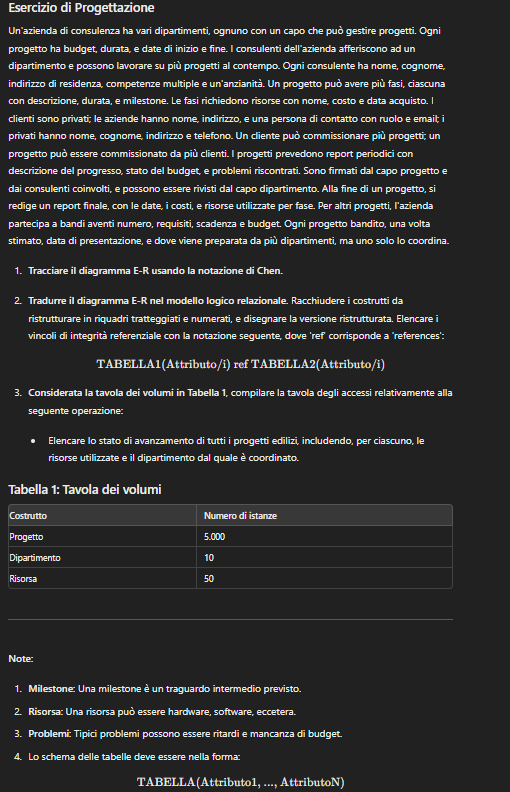 Esercizio di Progettazione
Un'azienda di consulenza ha vari dipartimenti, ognuno con un capo che può gestire progetti. Ogni
progetto ha budget, durata, e date di inizio e fine. I consulenti dell'azienda afferiscono ad un
dipartimento e possono lavorare su più progetti al contempo. Ogni consulente ha nome, cognome,
indirizzo di residenza, competenze multiple e un'anzianità. Un progetto può avere più fasi, ciascuna
con descrizione, durata, e milestone. Le fasi richiedono risorse con nome, costo e data acquisto. I
clienti sono privati; le aziende hanno nome, indirizzo, e una persona di contatto con ruolo e email; i
privati hanno nome, cognome, indirizzo e telefono. Un cliente può commissionare più progetti; un
progetto può essere commissionato da più clienti. I progetti prevedono report periodici con
descrizione del progresso, stato del budget, e problemi riscontrati. Sono firmati dal capo progetto e
dai consulenti coinvolti, e possono essere rivisti dal capo dipartimento. Alla fine di un progetto, si
redige un report finale, con le date, i costi, e risorse utilizzate per fase. Per altri progetti, l'azienda
partecipa a bandi aventi numero, requisiti, scadenza e budget. Ogni progetto bandito, una volta
stimato, data di presentazione, e dove viene preparata da più dipartimenti, ma uno solo lo coordina.
1. Tracciare il diagramma E-R usando la notazione di Chen.
2. Tradurre il diagramma E-R nel modello logico relazionale. Racchiudere i costrutti da
ristrutturare in riquadri tratteggiati e numerati, e disegnare la versione ristrutturata. Elencare i
vincoli di integrità referenziale con la notazione seguente, dove 'ref' corrisponde a 'references':
TABELLA1(Attributo/i) ref TABELLA2(Attributo/i)
3. Considerata la tavola dei volumi in Tabella 1, compilare la tavola degli accessi relativamente alla
seguente operazione:
• Elencare lo stato di avanzamento di tutti i progetti edilizi, includendo, per ciascuno, le
risorse utilizzate e il dipartimento dal quale è coordinato.
Tabella 1: Tavola dei volumi
Costrutto Numero di istanze
Progetto 5.000
Dipartimento 10
Risorsa 50
Note:
1. Milestone: Una milestone è un traguardo intermedio previsto.
2. Risorsa: Una risorsa può essere hardware, software, eccetera.
3. Problemi: Tipici problemi possono essere ritardi e mancanza di budget.
4. Lo schema delle tabelle deve essere nella forma:
TABELLA(Attributo1, ..., AttributoN)